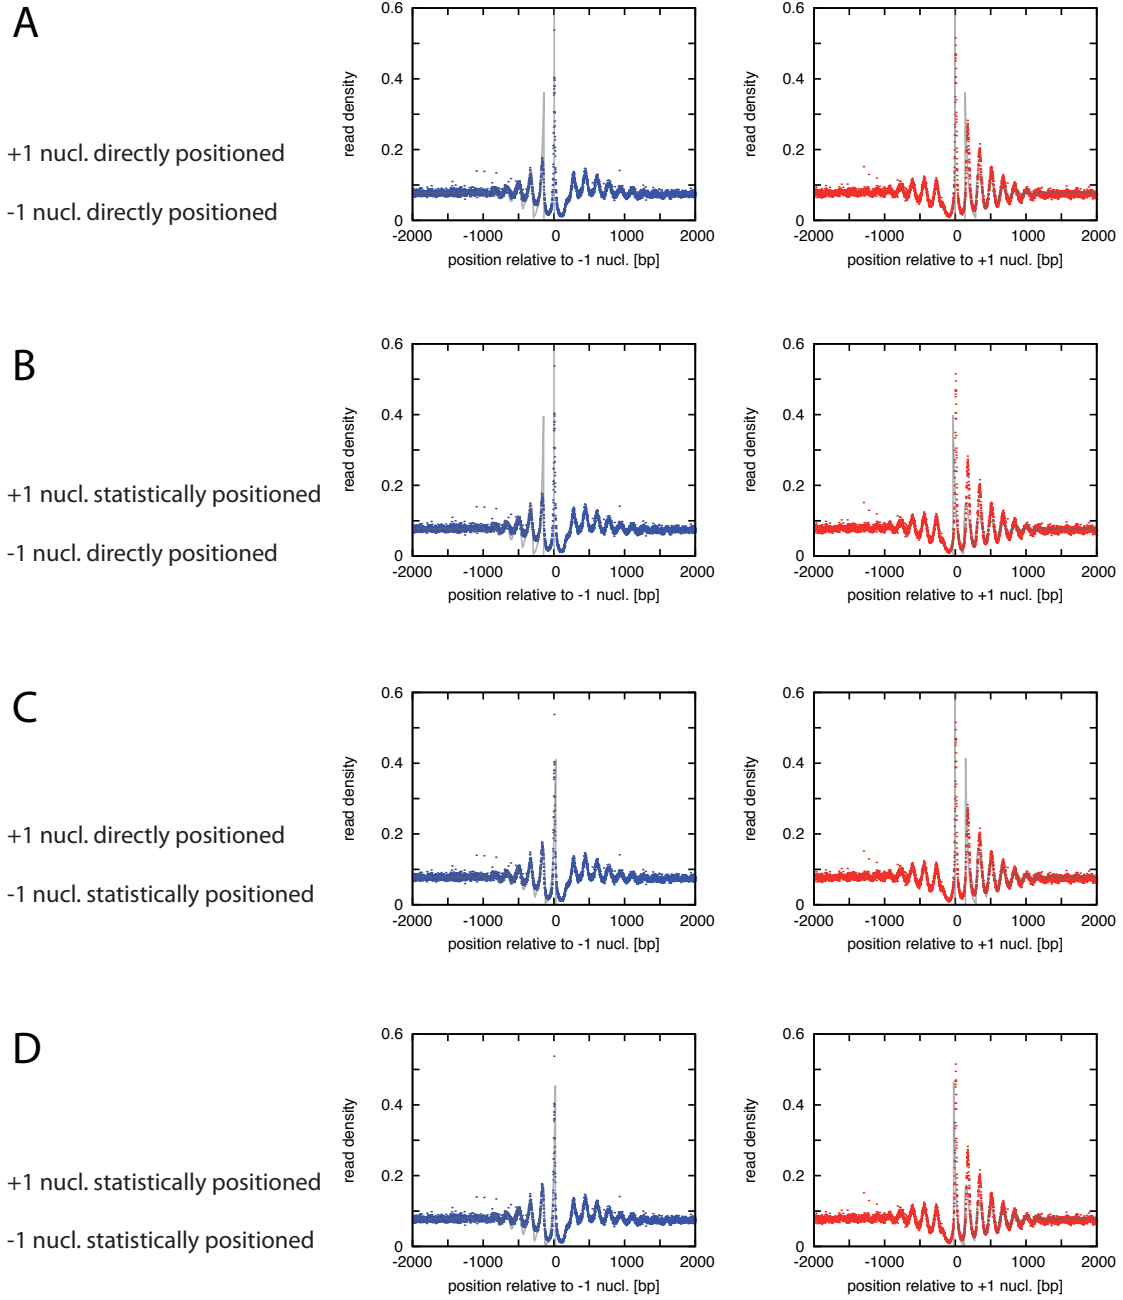 A
+1 nucl. directly positioned
-1 nucl. directly positioned
read density
0.6
0.4
0.2
0
-2000 -1000 0 1000 2000
position relative to -1 nucl. [bp]
read density
0.6
0.4
0.2
0
-2000 -1000 0 1000 2000
position relative to +1 nucl. [bp]
B
+1 nucl. statistically positioned
-1 nucl. directly positioned
read density
0.6
0.4
0.2
0
-2000 -1000 0 1000 2000
position relative to -1 nucl. [bp]
read density
0.6
0.4
0.2
0
-2000 -1000 0 1000 2000
position relative to +1 nucl. [bp]
C
+1 nucl. directly positioned
-1 nucl. statistically positioned
read density
0.6
0.4
0.2
0
-2000 -1000 0 1000 2000
position relative to -1 nucl. [bp]
read density
0.6
0.4
0.2
0
-2000 -1000 0 1000 2000
position relative to +1 nucl. [bp]
D
+1 nucl. statistically positioned
-1 nucl. statistically positioned
read density
0.6
0.4
0.2
0
-2000 -1000 0 1000 2000
position relative to -1 nucl. [bp]
read density
0.6
0.4
0.2
0
-2000 -1000 0 1000 2000
position relative to +1 nucl. [bp]